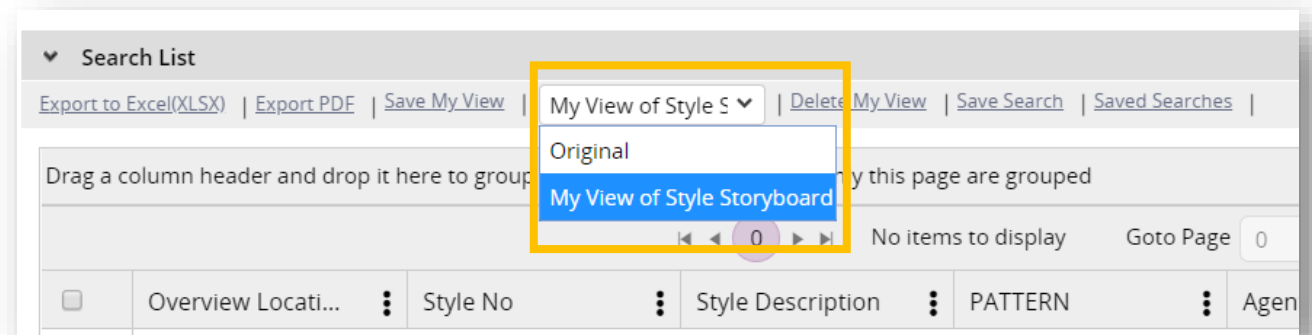 Search List
Export to Excel(XLSX) | Export PDF | Save My View | My View of Style S | Delete My View | Save Search | Saved Searches |
Original
My View of Style Storyboard
Drag a column header and drop it here to group y this page are grouped
0 No items to display Goto Page 0
Overview Locati... Style No Style Description PATTERN Agen